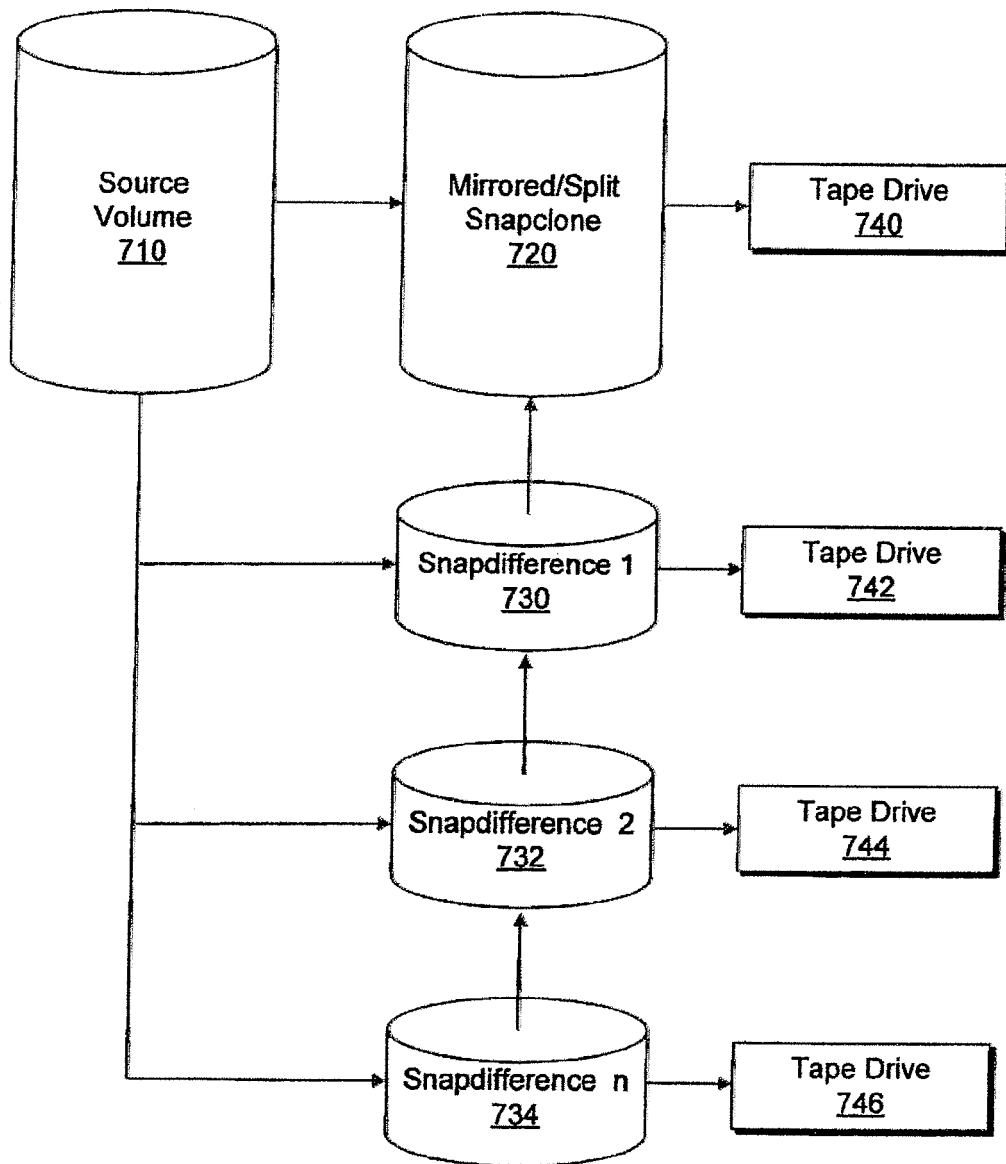 Source
Volume
710
Mirrored/Split
Snapclone
720
Tape Drive
740
Snapdifference 1
730
Tape Drive
742
Snapdifference 2
732
Tape Drive
744
Snapdifference n
734
Tape Drive
746